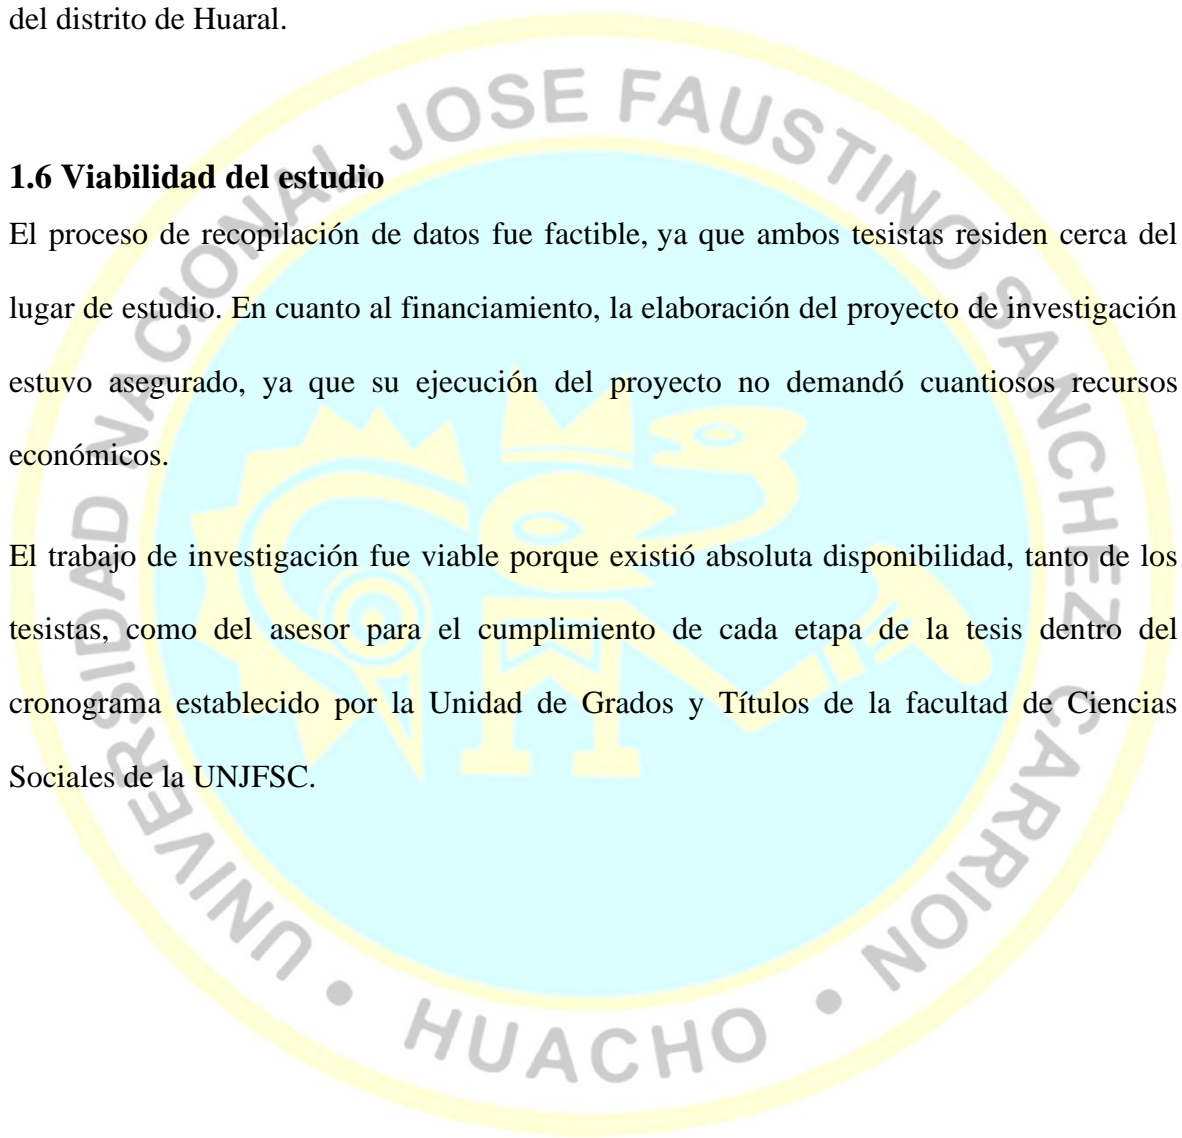 del distrito de Huaral.
1.6 Viabilidad del estudio
El proceso de recopilación de datos fue factible, ya que ambos tesistas residen cerca del
lugar de estudio. En cuanto al financiamiento, la elaboración del proyecto de investigación
estuvo asegurado, ya que su ejecución del proyecto no demandó cuantiosos recursos
económicos.
El trabajo de investigación fue viable porque existió absoluta disponibilidad, tanto de los
tesistas, como del asesor para el cumplimiento de cada etapa de la tesis dentro del
cronograma establecido por la Unidad de Grados y Títulos de la facultad de Ciencias
Sociales de la UNJFSC.
UNIVERSIDAD NACIONAL JOSE FAUSTINO SANCHEZ CARRION • HUACHO •